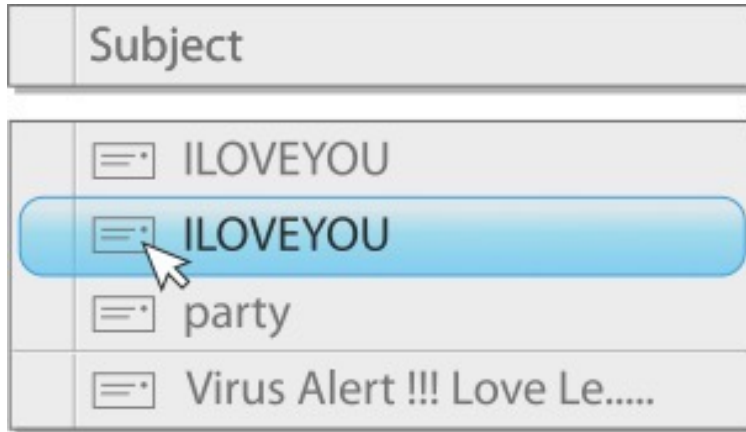 Subject
ILOVEYOU
ILOVEYOU
party
Virus Alert !!! Love Le.....